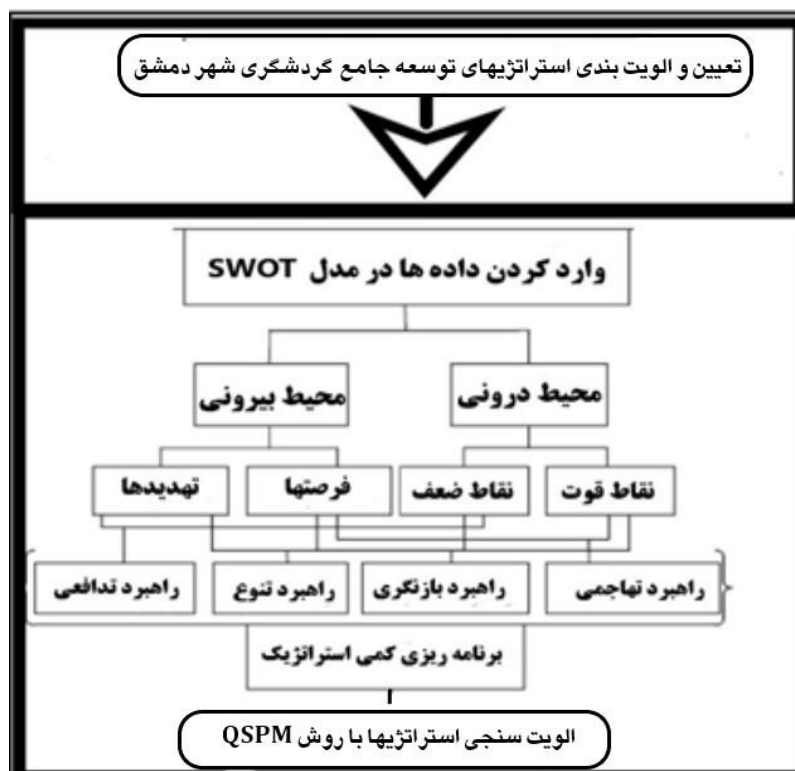 تعیین و الویت بندی استراتژیهای توسعه جامع گردشگری شهر دمشق
وارد کردن داده ها در مدل SWOT
محیط درونی
محیط بیرونی
نقاط قوت
نقاط ضعف
فرصتها
تهدیدها
راهبرد تهاجمی
راهبرد بازنگری
راهبرد تنوع
راهبرد تدافعی
برنامه ریزی کمی استراتژیک
الویت سنجی استراتژیها با روش QSPM